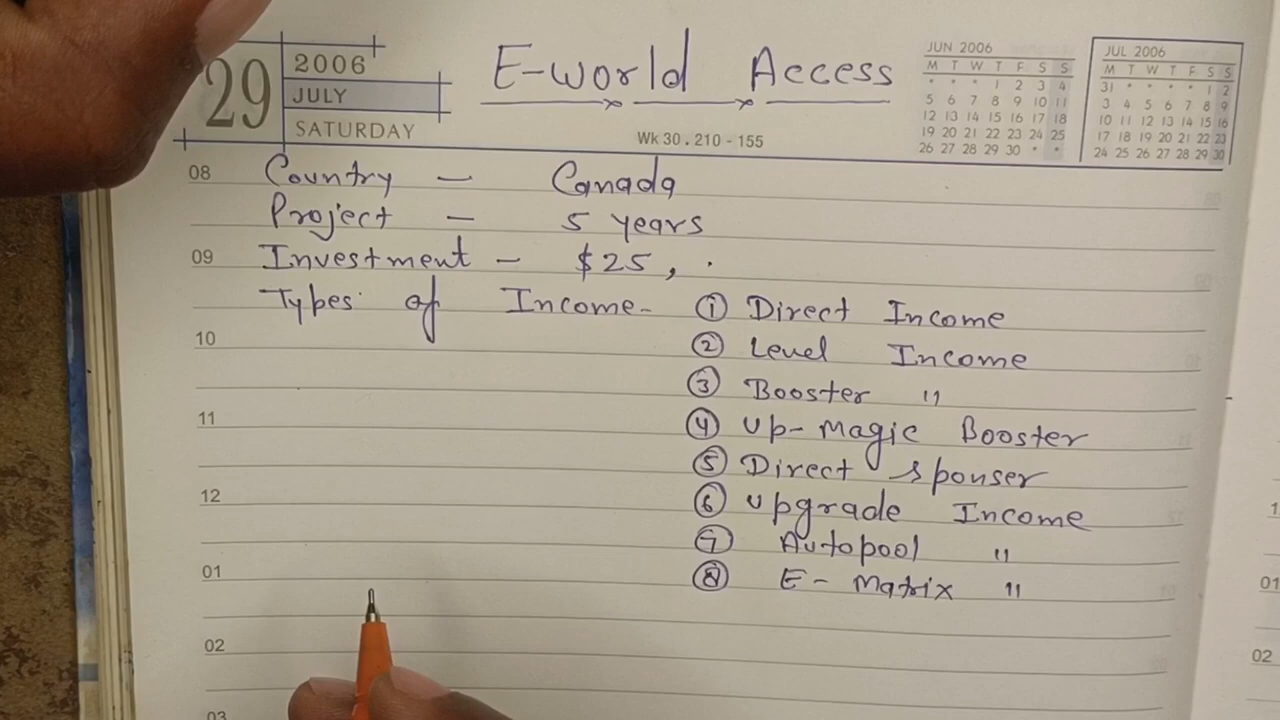 29
2006
JULY
SATURDAY
E-world Access
Wk 30 . 210 - 155
JUN 2006
M T W T F S S
* * * 1 2 3 4
5 6 7 8 9 10 11
12 13 14 15 16 17 18
19 20 21 22 23 24 25
26 27 28 29 30 * *
JUL 2006
M T W T F S S
31 * * * * 1 2
3 4 5 6 7 8 9
10 11 12 13 14 15 16
17 18 19 20 21 22 23
24 25 26 27 28 29 30
08 Country - Canada
Project - 5 years
09 Investment - $25, .
Types of Income - ① Direct Income
10 ② Level Income
③ Booster "
11 ④ Up-Magic Booster
⑤ Direct Sponser
12 ⑥ Upgrade Income
⑦ Autopool "
01 ⑧ E-Matrix "
02
03
01
02